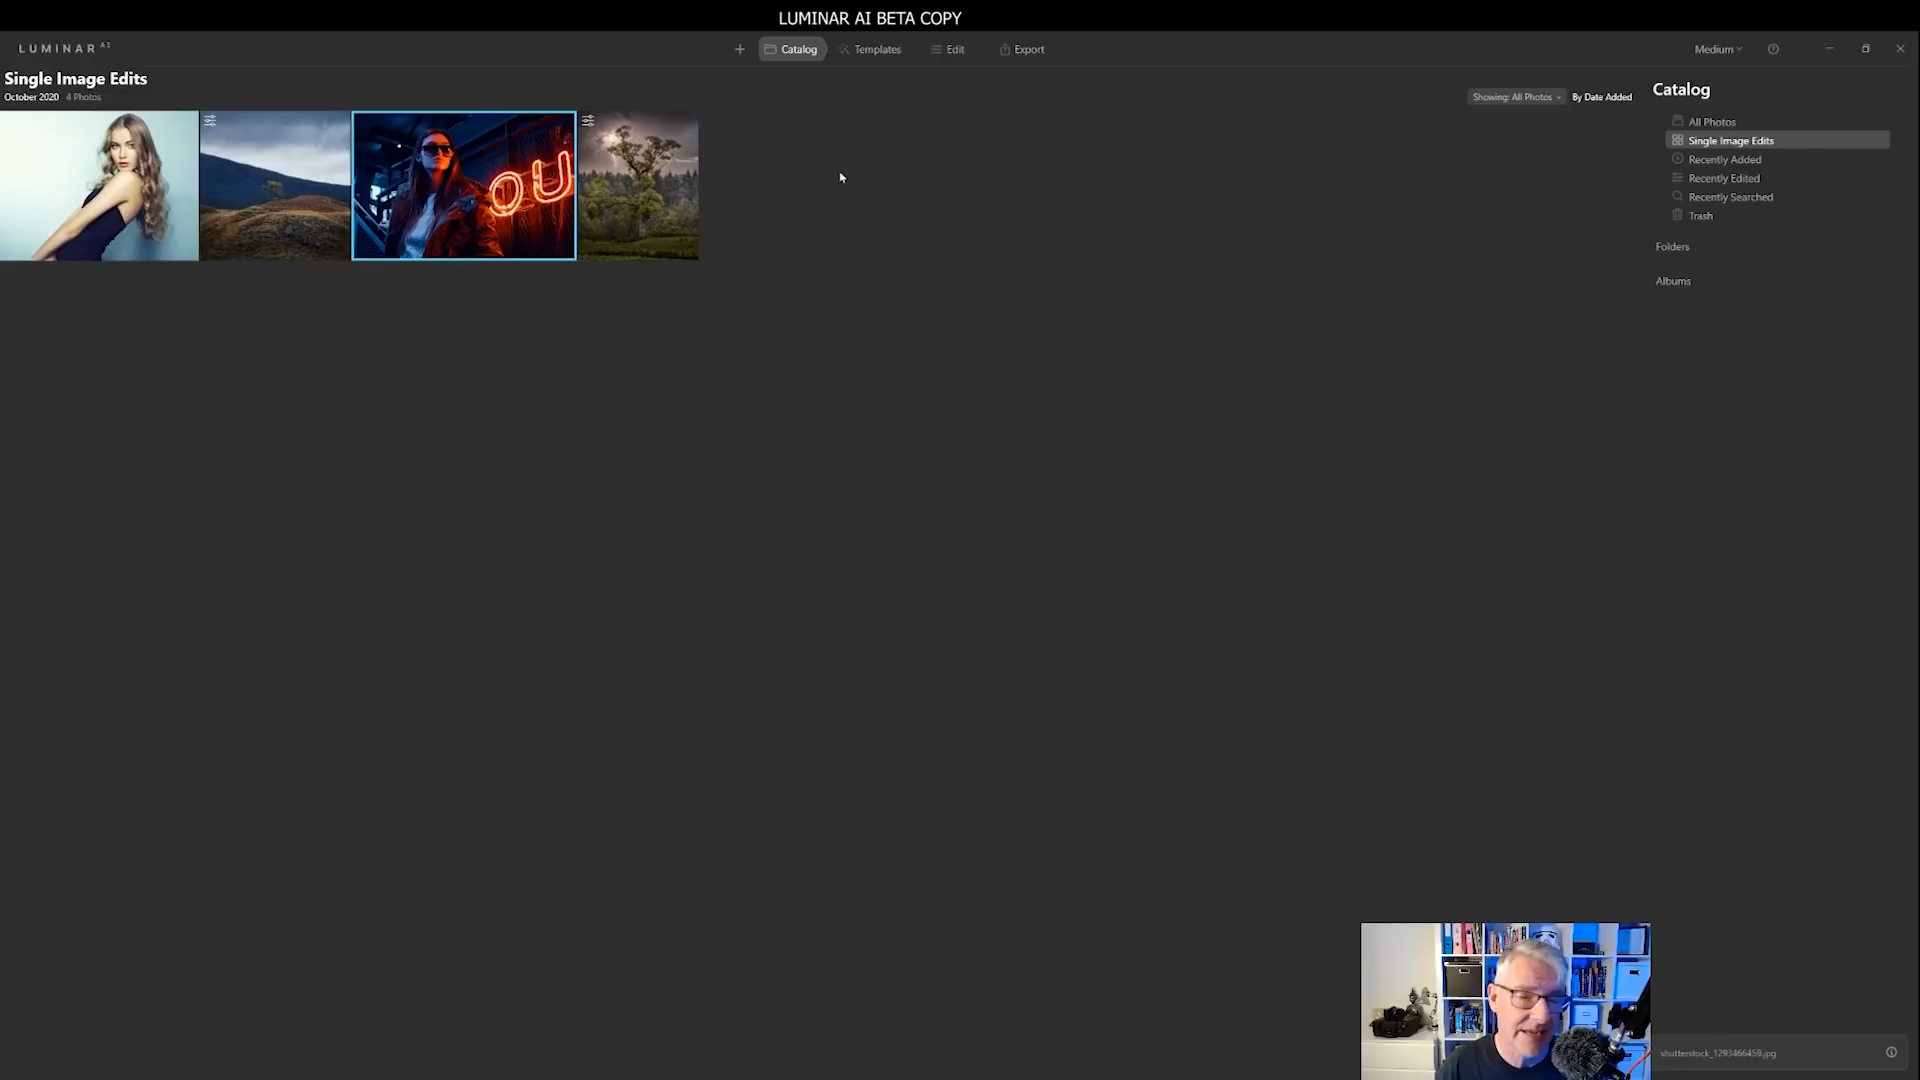 LUMINAR AI BETA COPY
LUMINAR AI
Catalog
Templates
Edit
Export
Medium
Single Image Edits
October 2020 4 Photos
Showing: All Photos
By Date Added
OU
Catalog
All Photos
Single Image Edits
Recently Added
Recently Edited
Recently Searched
Trash
Folders
Albums
shutterstock_1293466459.jpg